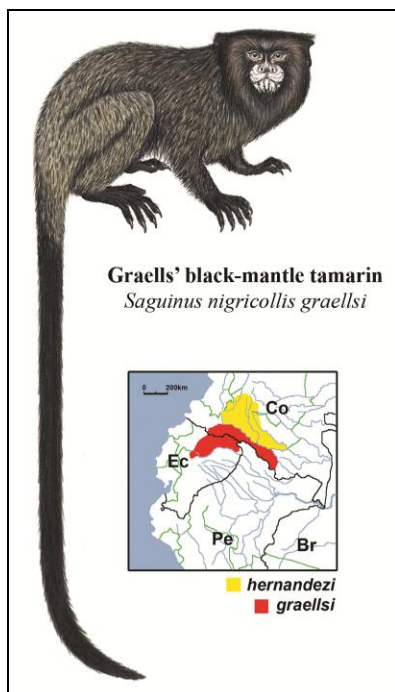 Graells’ black-mantle tamarin
Saguinus nigricollis graellsi
0 200km
Co
Ec
Pe
Br
hernandezi
graellsi